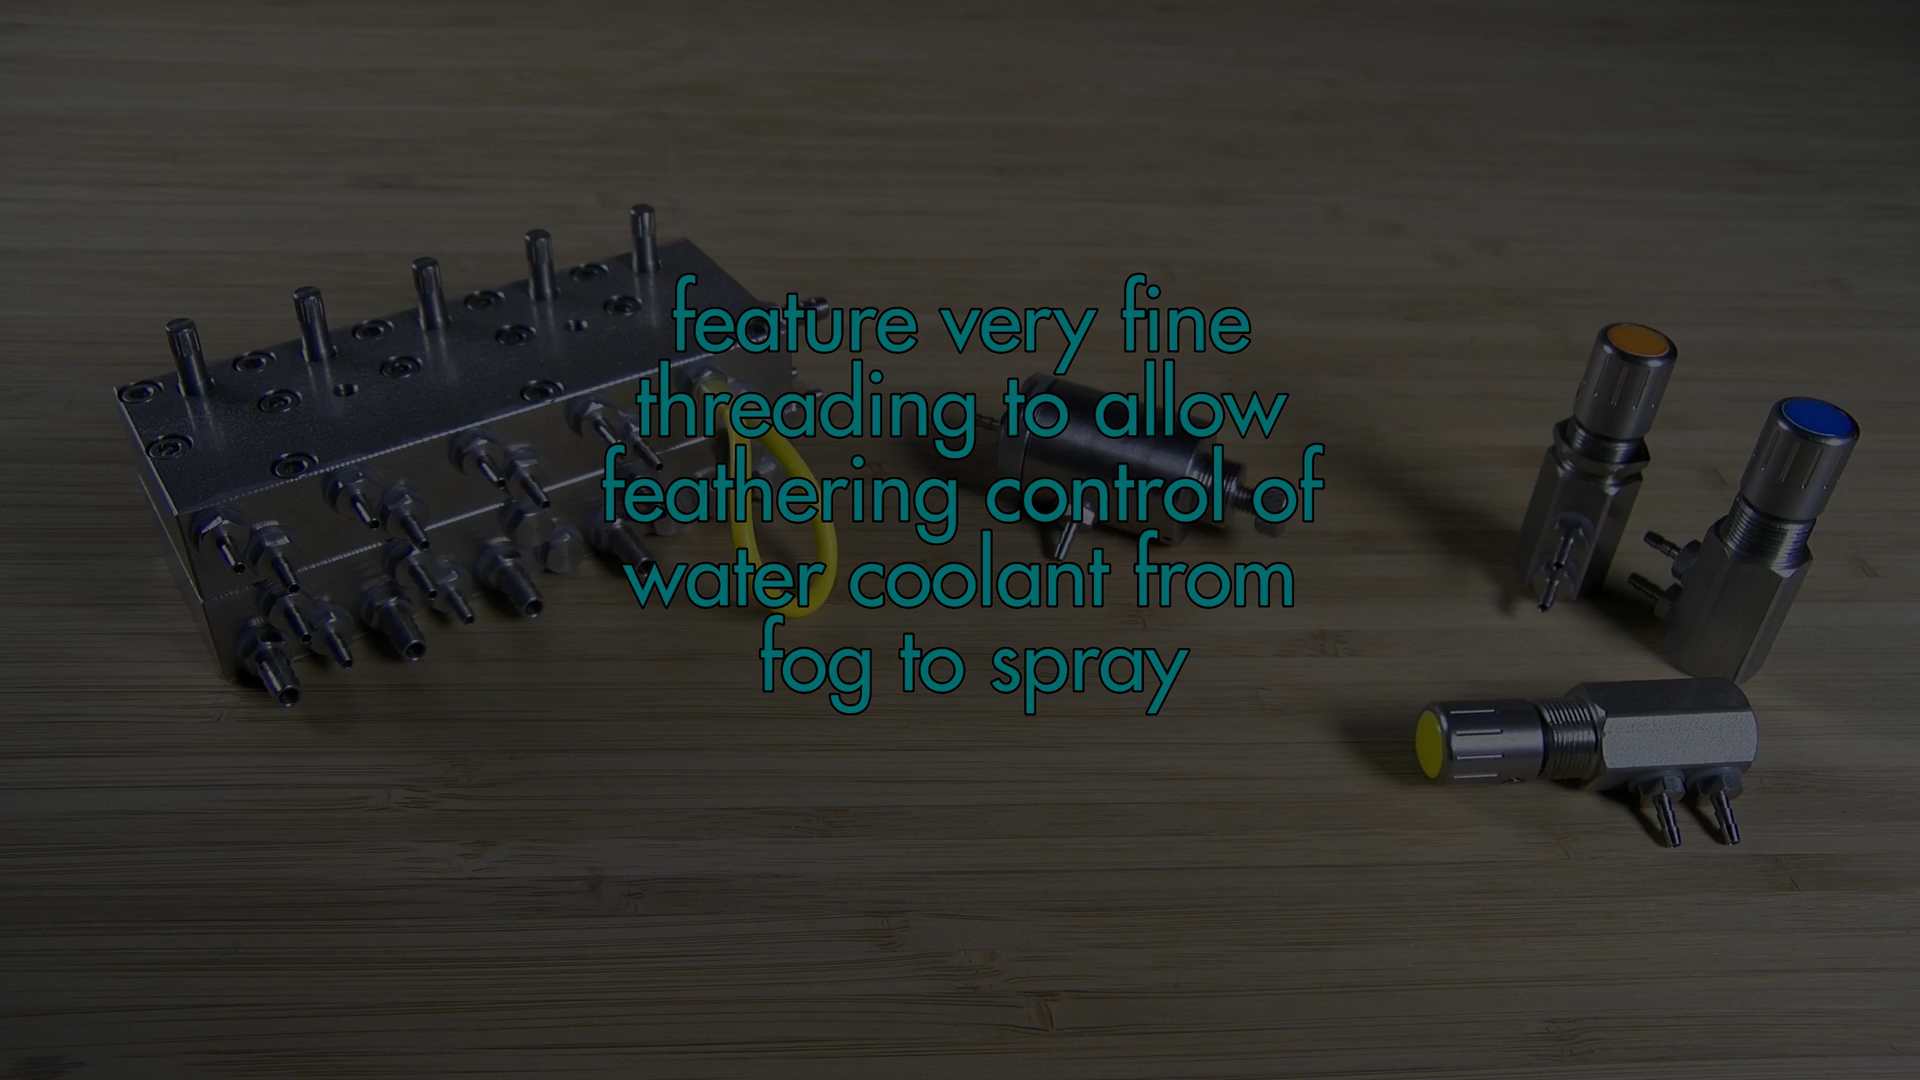 feature very fine
threading to allow
feathering control of
water coolant from
fog to spray